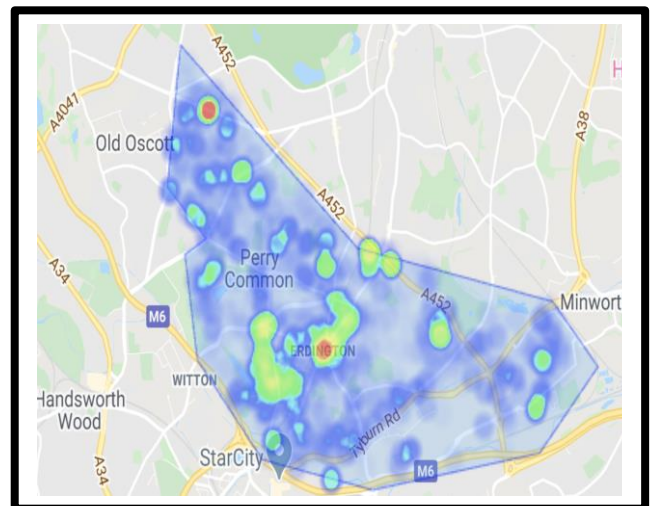 A452
H
A4041
A38
Old Oscott
A452
A34
Perry
Common
A452
Minwort
M6
ERDINGTON
WITTON
Handsworth
Wood
Tyburn Rd
StarCity
A34
M6